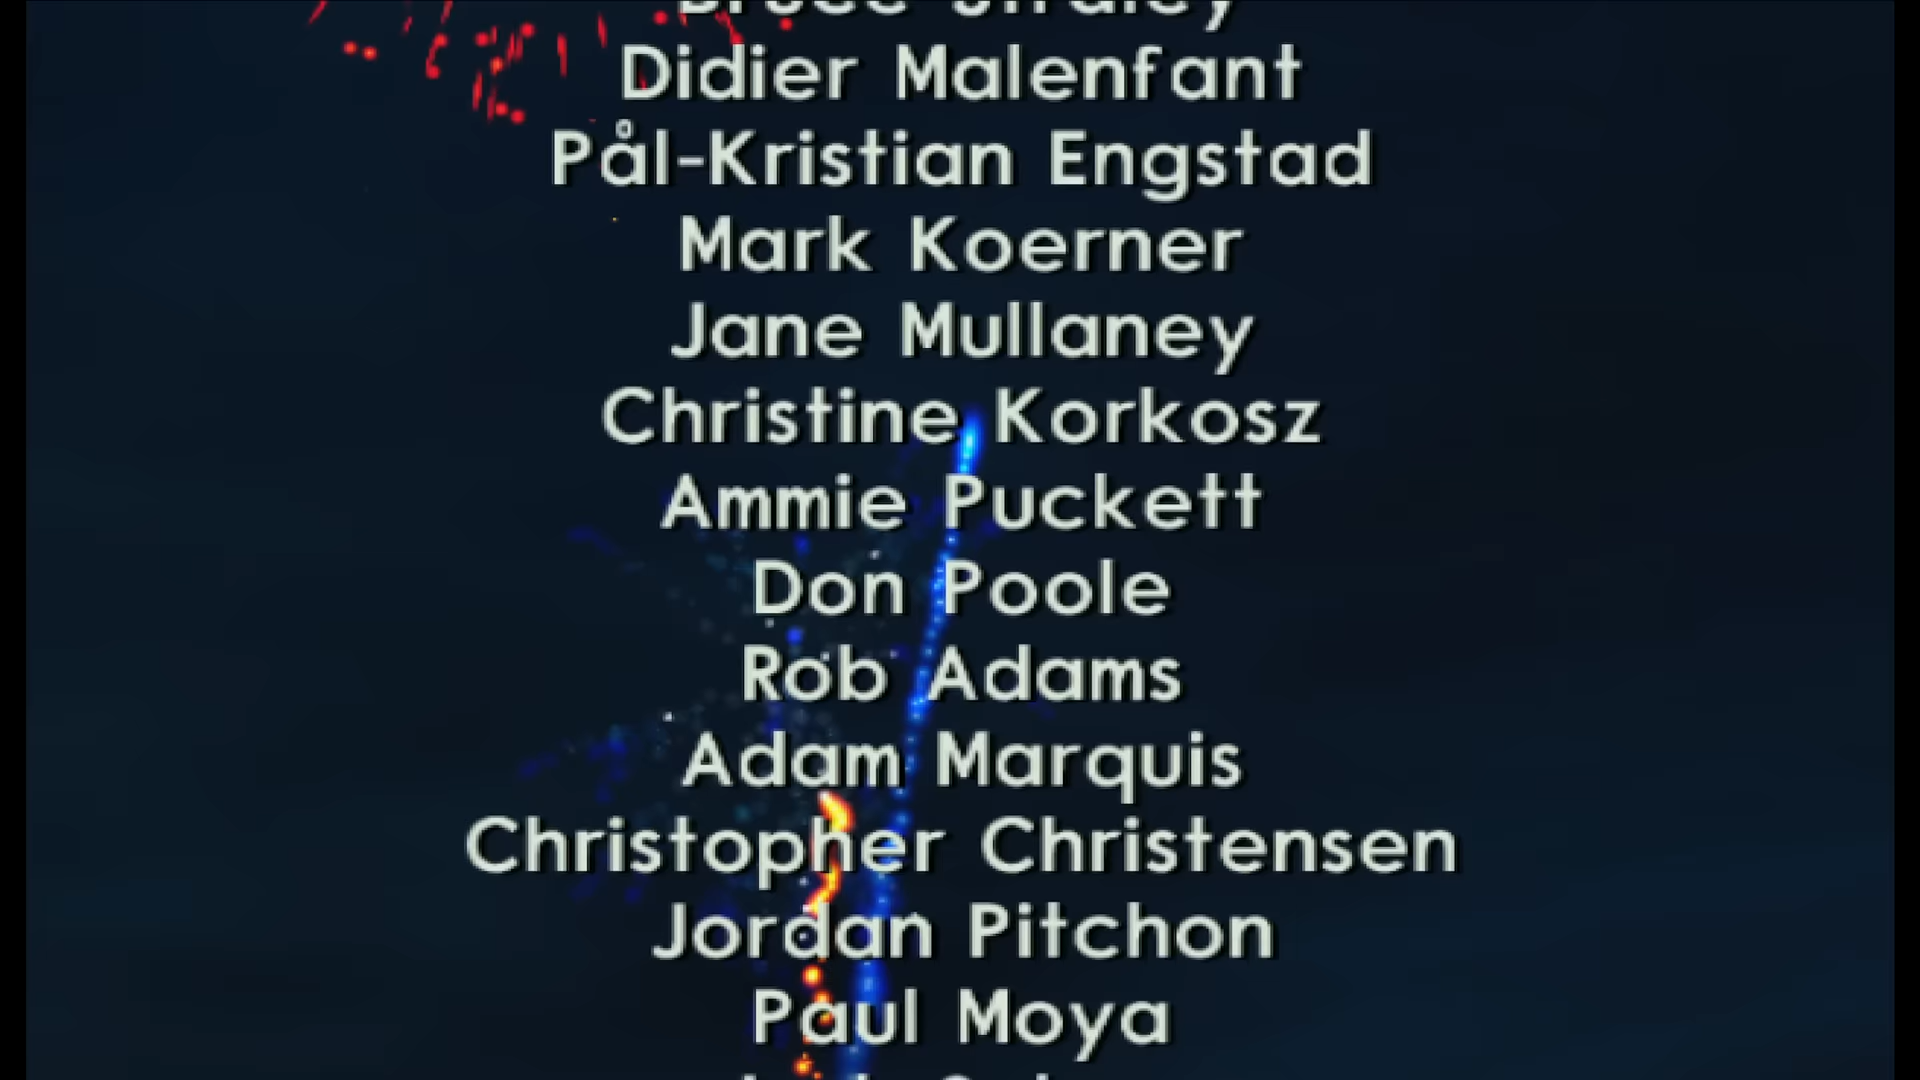 Didier Malenfant
Pål-Kristian Engstad
Mark Koerner
Jane Mullaney
Christine Korkosz
Ammie Puckett
Don Poole
Rob Adams
Adam Marquis
Christopher Christensen
Jordan Pitchon
Paul Moya